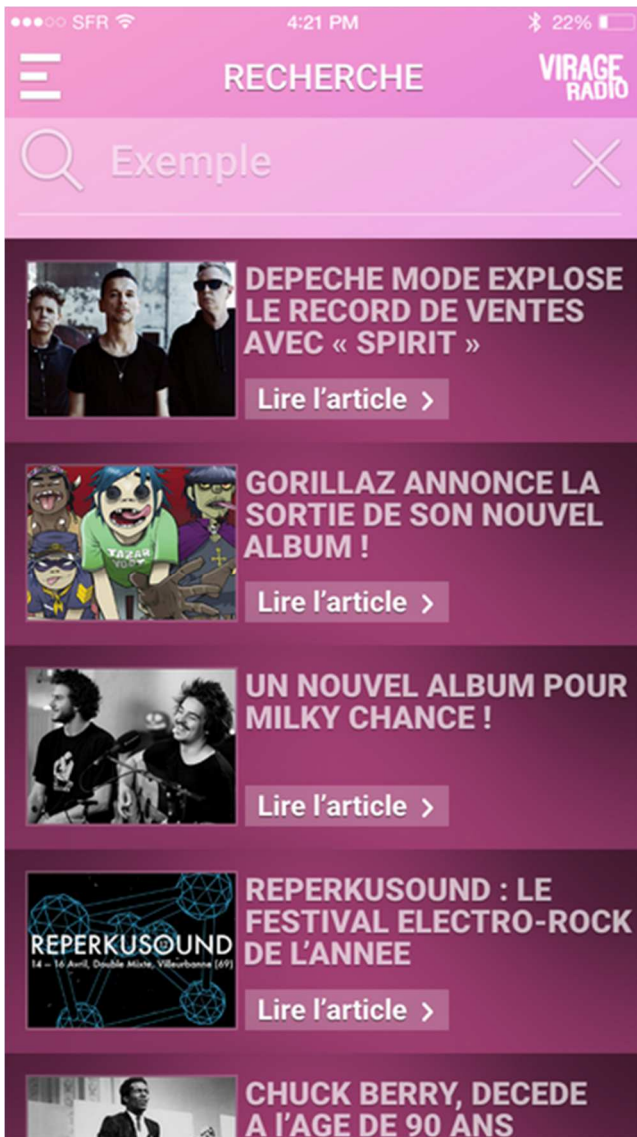 SFR 4:21 PM 22%
RECHERCHE
VIRAGE
RADIO
Exemple
DEPECHE MODE EXPLOSE
LE RECORD DE VENTES
AVEC « SPIRIT »
Lire l’article >
GORILLAZ ANNONCE LA
SORTIE DE SON NOUVEL
ALBUM !
TAZAR
Lire l’article >
UN NOUVEL ALBUM POUR
MILKY CHANCE !
Lire l’article >
REPERKUSOUND
14 – 16 Avril, Double Mixte, Villeurbanne (69)
REPERKUSOUND : LE
FESTIVAL ELECTRO-ROCK
DE L’ANNEE
Lire l’article >
CHUCK BERRY, DECEDE
A l’AGE DE 90 ANS